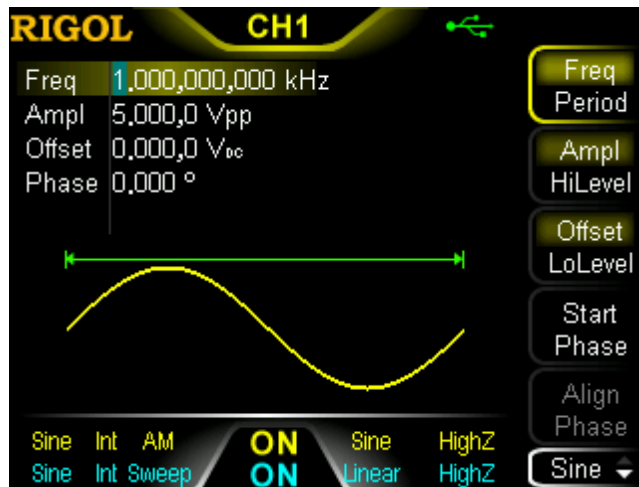 RIGOL CH1
Freq 1.000,000,000 kHz
Ampl 5.000,0 Vpp
Offset 0.000,0 VDC
Phase 0.000 °
Freq
Period
Ampl
HiLevel
Offset
LoLevel
Start
Phase
Align
Phase
Sine
Sine Int AM ON Sine HighZ
Sine Int Sweep ON Linear HighZ